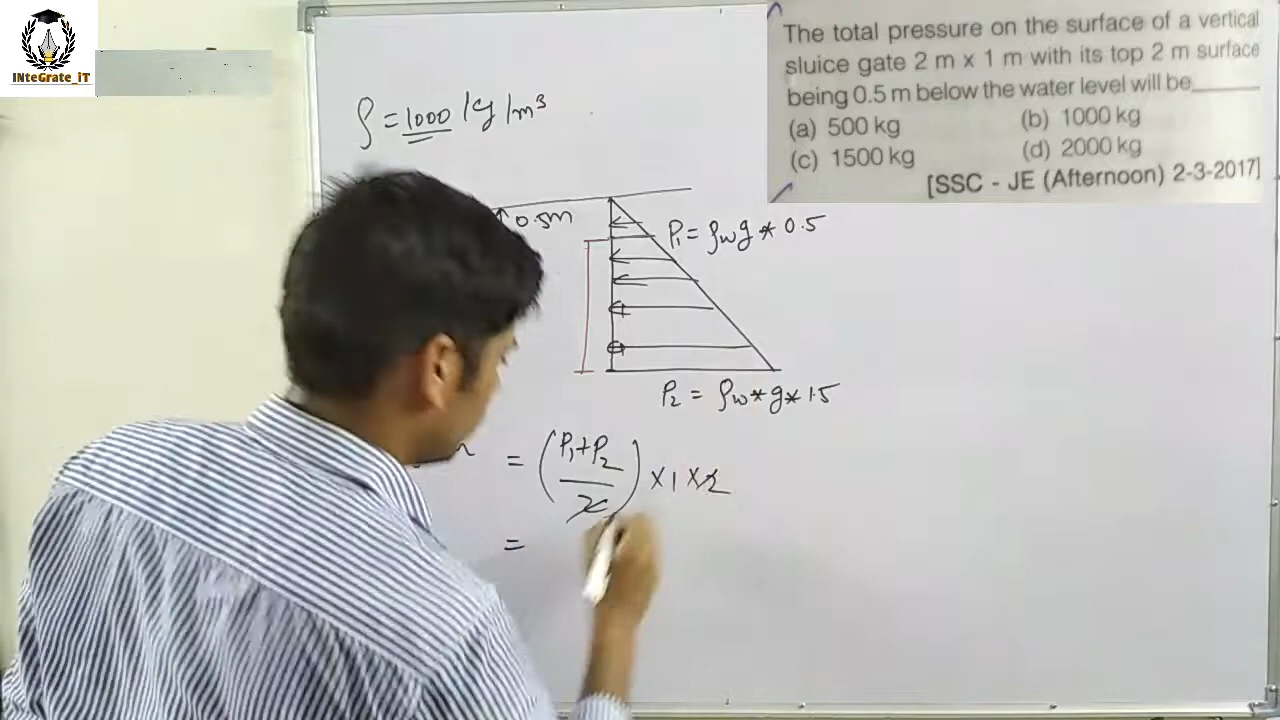 INteGrate_iT
The total pressure on the surface of a vertical
sluice gate 2 m x 1 m with its top 2 m surface
being 0.5 m below the water level will be______
(a) 500 kg (b) 1000 kg
(c) 1500 kg (d) 2000 kg
[SSC - JE (Afternoon) 2-3-2017]
ρ = 1000 kg/m³
0.5m
P₁ = ρw g * 0.5
P₂ = ρw * g * 1.5
= (P₁+P₂/2) × 1 × 2
=